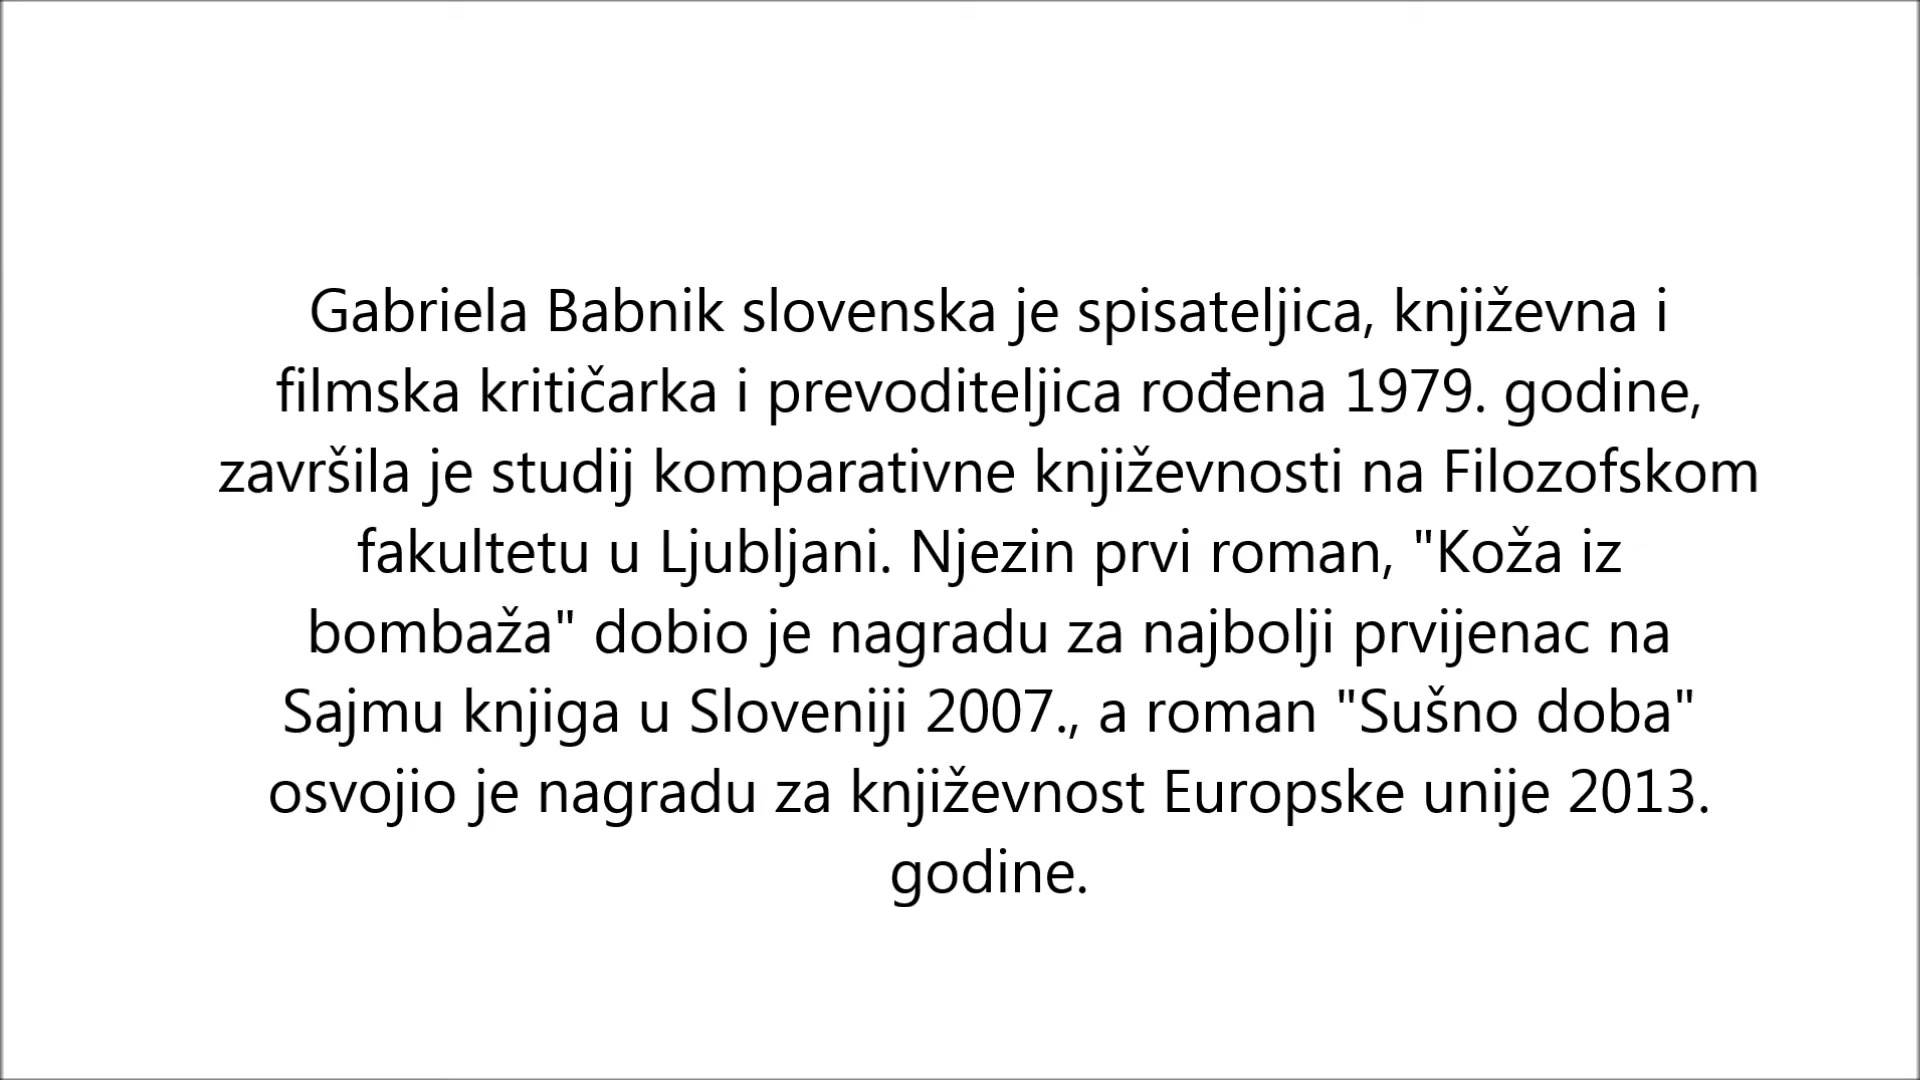 Gabriela Babnik slovenska je spisateljica, književna i
filmska kritičarka i prevoditeljica rođena 1979. godine,
završila je studij komparativne književnosti na Filozofskom
fakultetu u Ljubljani. Njezin prvi roman, "Koža iz
bombaža" dobio je nagradu za najbolji prvijenac na
Sajmu knjiga u Sloveniji 2007., a roman "Sušno doba"
osvojio je nagradu za književnost Europske unije 2013.
godine.